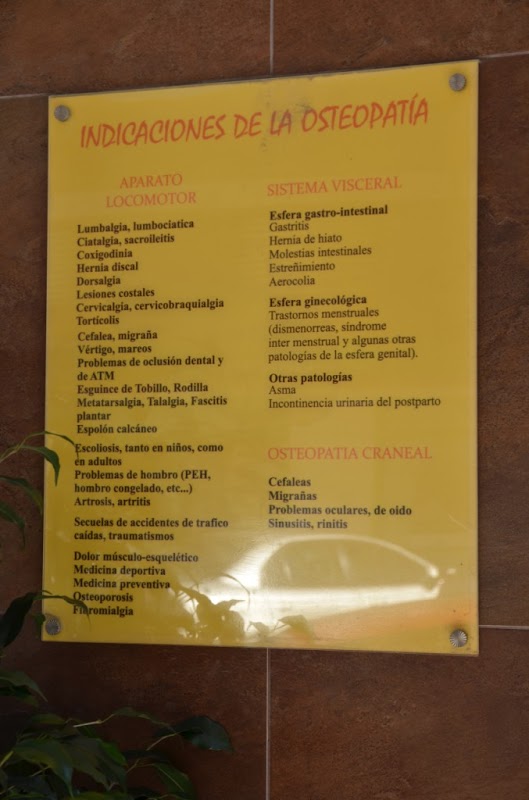 INDICACIONES DE LA OSTEOPATÍA
APARATO
LOCOMOTOR
Lumbalgia, lumbociatica
Ciatalgia, sacroileitis
Coxigodinia
Hernia discal
Dorsalgia
Lesiones costales
Cervicalgia, cervicobraquialgia
Tortícolis
Cefalea, migraña
Vértigo, mareos
Problemas de oclusión dental y
de ATM
Esguince de Tobillo, Rodilla
Metatarsalgia, Talalgia, Fascitis
plantar
Espolón calcáneo
Escoliosis, tanto en niños, como
en adultos
Problemas de hombro (PEH,
hombro congelado, etc...)
Artrosis, artritis
Secuelas de accidentes de trafico
caídas, traumatismos
Dolor músculo-esquelético
Medicina deportiva
Medicina preventiva
Osteoporosis
Fibromialgia
SISTEMA VISCERAL
Esfera gastro-intestinal
Gastritis
Hernia de hiato
Molestias intestinales
Estreñimiento
Aerocolia
Esfera ginecológica
Trastornos menstruales
(dismenorreas, síndrome
inter menstrual y algunas otras
patologías de la esfera genital).
Otras patologías
Asma
Incontinencia urinaria del postparto
OSTEOPATIA CRANEAL
Cefaleas
Migrañas
Problemas oculares, de oido
Sinusitis, rinitis